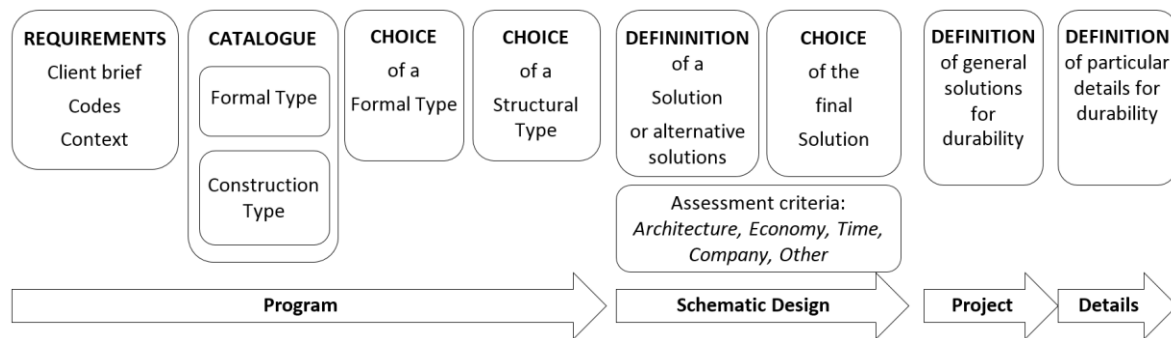 REQUIREMENTS
Client brief
Codes
Context
CATALOGUE
Formal Type
Construction
Type
CHOICE
of a
Formal Type
CHOICE
of a
Structural
Type
DEFININITION
of a
Solution
or alternative
solutions
CHOICE
of the
final
Solution
Assessment criteria:
Architecture, Economy, Time,
Company, Other
DEFINITION
of general
solutions
for
durability
DEFINITION
of particular
details for
durability
Program
Schematic Design
Project
Details